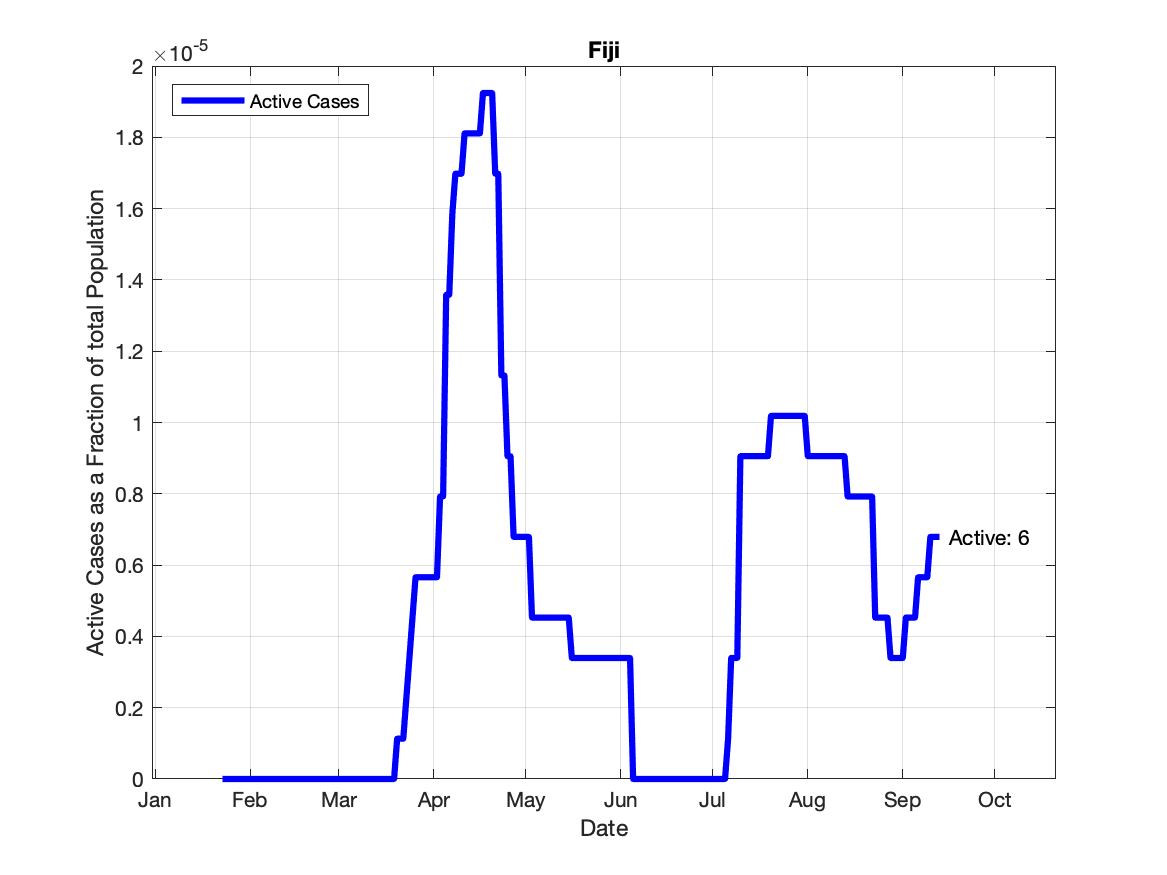 Fiji
×10-5
2
1.8
1.6
1.4
1.2
1
0.8
0.6
0.4
0.2
0
Active Cases as a Fraction of total Population
Active Cases
Active: 6
Jan Feb Mar Apr May Jun Jul Aug Sep Oct
Date